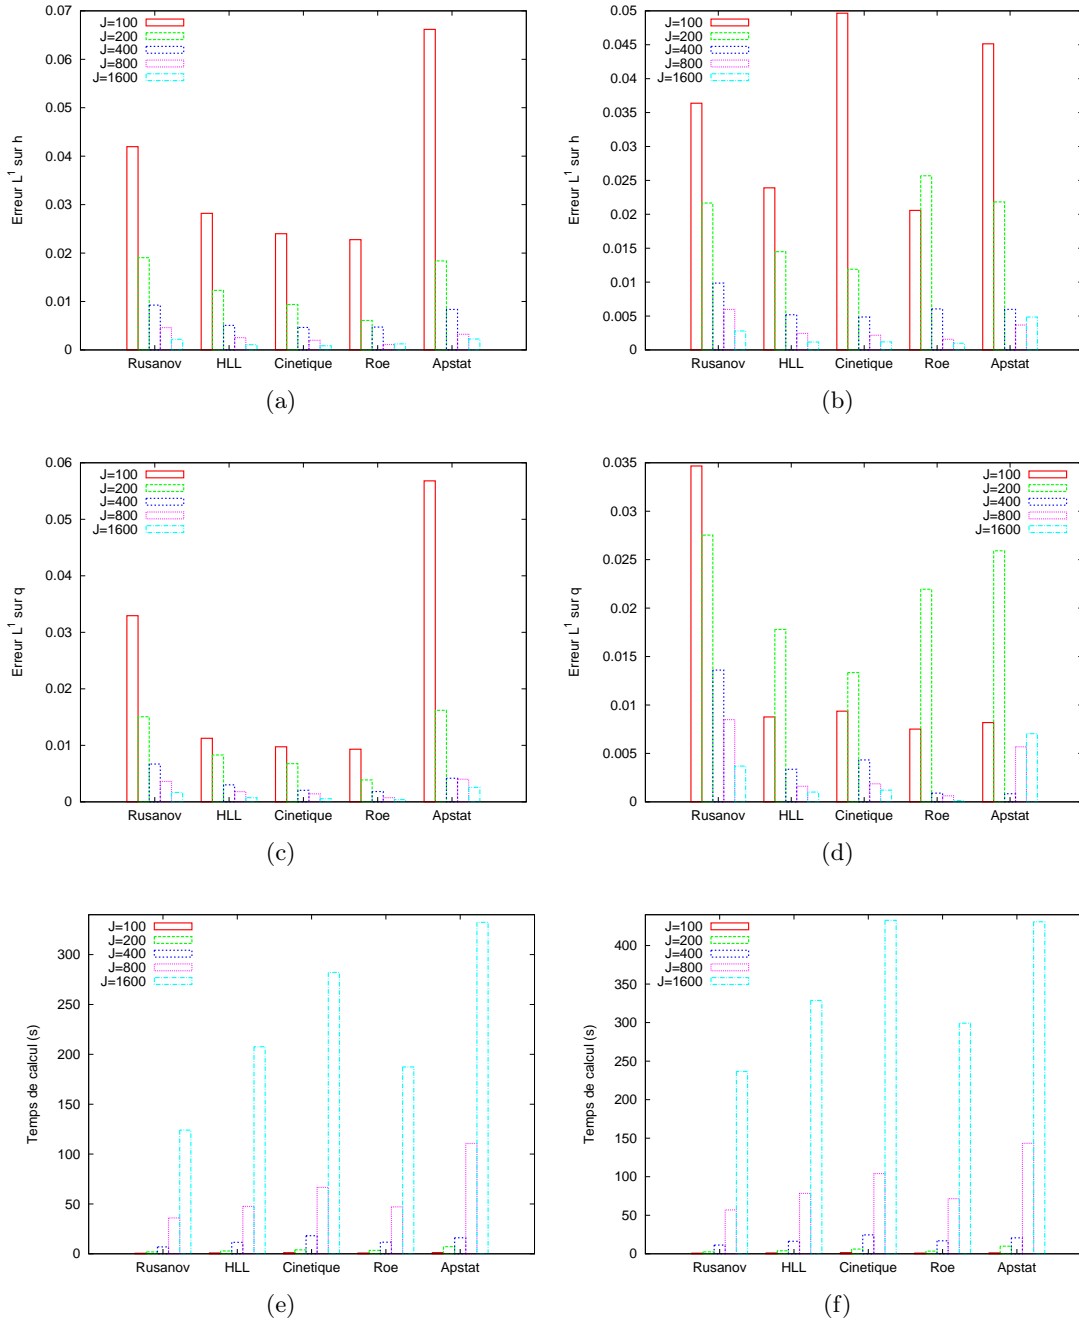 0.07
0.06
0.05
0.04
0.03
0.02
0.01
0
Erreur L¹ sur h
J=100
J=200
J=400
J=800
J=1600
Rusanov HLL Cinetique Roe Apstat
(a)
0.05
0.045
0.04
0.035
0.03
0.025
0.02
0.015
0.01
0.005
0
Erreur L¹ sur h
J=100
J=200
J=400
J=800
J=1600
Rusanov HLL Cinetique Roe Apstat
(b)
0.06
0.05
0.04
0.03
0.02
0.01
0
Erreur L¹ sur q
J=100
J=200
J=400
J=800
J=1600
Rusanov HLL Cinetique Roe Apstat
(c)
0.035
0.03
0.025
0.02
0.015
0.01
0.005
0
Erreur L¹ sur q
J=100
J=200
J=400
J=800
J=1600
Rusanov HLL Cinetique Roe Apstat
(d)
300
250
200
150
100
50
0
Temps de calcul (s)
J=100
J=200
J=400
J=800
J=1600
Rusanov HLL Cinetique Roe Apstat
(e)
400
350
300
250
200
150
100
50
0
Temps de calcul (s)
J=100
J=200
J=400
J=800
J=1600
Rusanov HLL Cinetique Roe Apstat
(f)